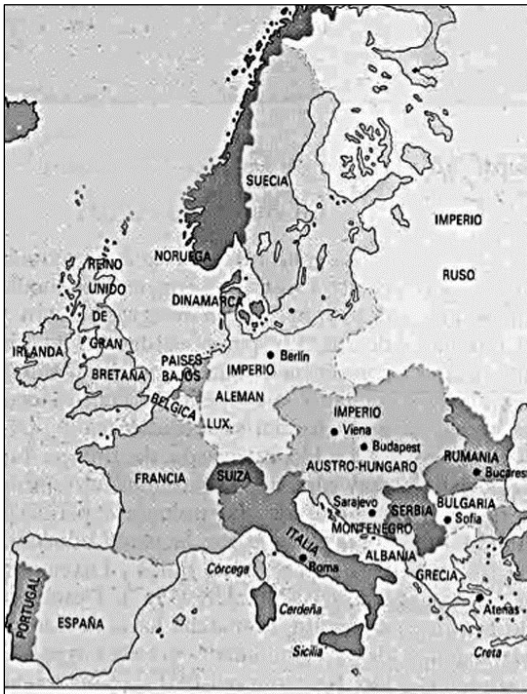 SUECIA
IMPERIO
RUSO
NORUEGA
REINO
UNIDO
DE
GRAN
BRETAÑA
IRLANDA
DINAMARCA
PAISES
BAJOS
BELGICA
Berlín
IMPERIO
ALEMAN
LUX.
IMPERIO
Viena
Budapest
AUSTRO-HUNGARO
RUMANIA
Bucarest
FRANCIA
SUIZA
Sarajevo
SERBIA
BULGARIA
Sofia
MONTENEGRO
ITALIA
Roma
ALBANIA
GRECIA
Córcega
Cerdeña
Atenas
PORTUGAL
ESPAÑA
Sicilia
Creta